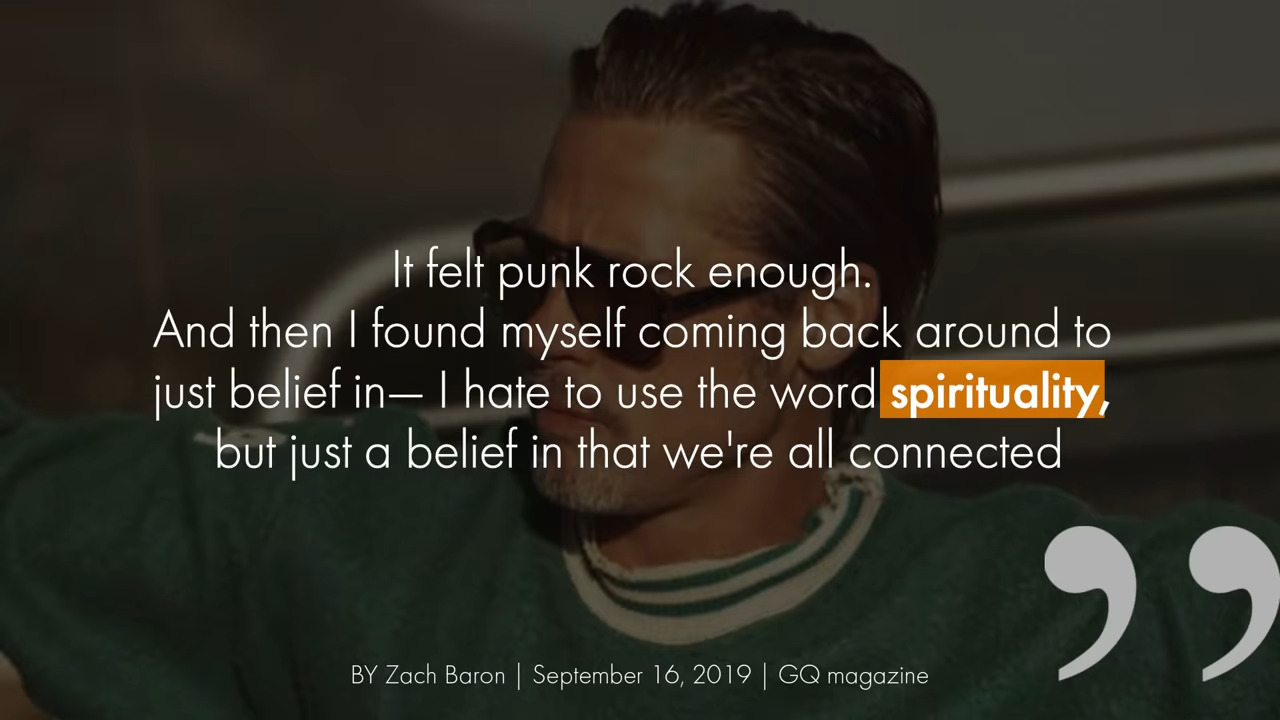 It felt punk rock enough.
And then I found myself coming back around to
just belief in— I hate to use the word spirituality,
but just a belief in that we're all connected
”
BY Zach Baron | September 16, 2019 | GQ magazine